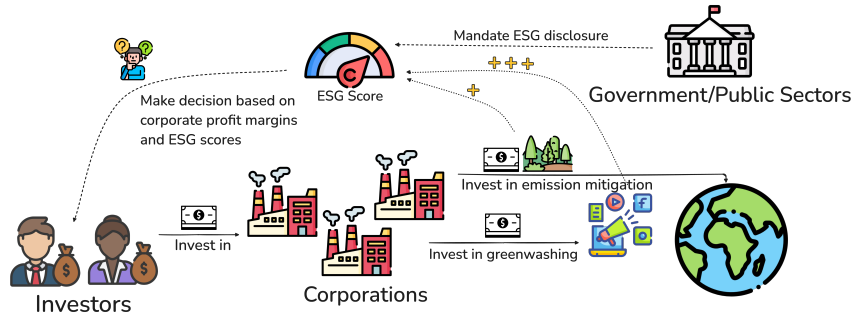 Mandate ESG disclosure
Government/Public Sectors
ESG Score
Make decision based on
corporate profit margins
and ESG scores
Invest in emission mitigation
Invest in
Invest in greenwashing
Investors
Corporations